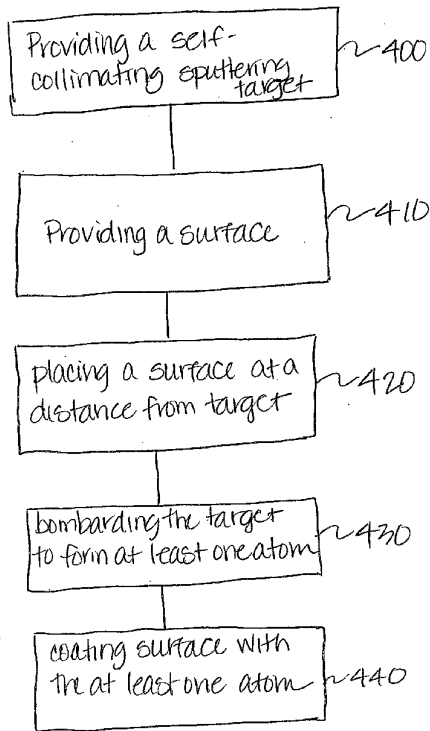 Providing a self-
collimating sputtering
target
400
Providing a surface
410
placing a surface at a
distance from target
420
bombarding the target
to form at least one atom
430
coating surface with
the at least one atom
440